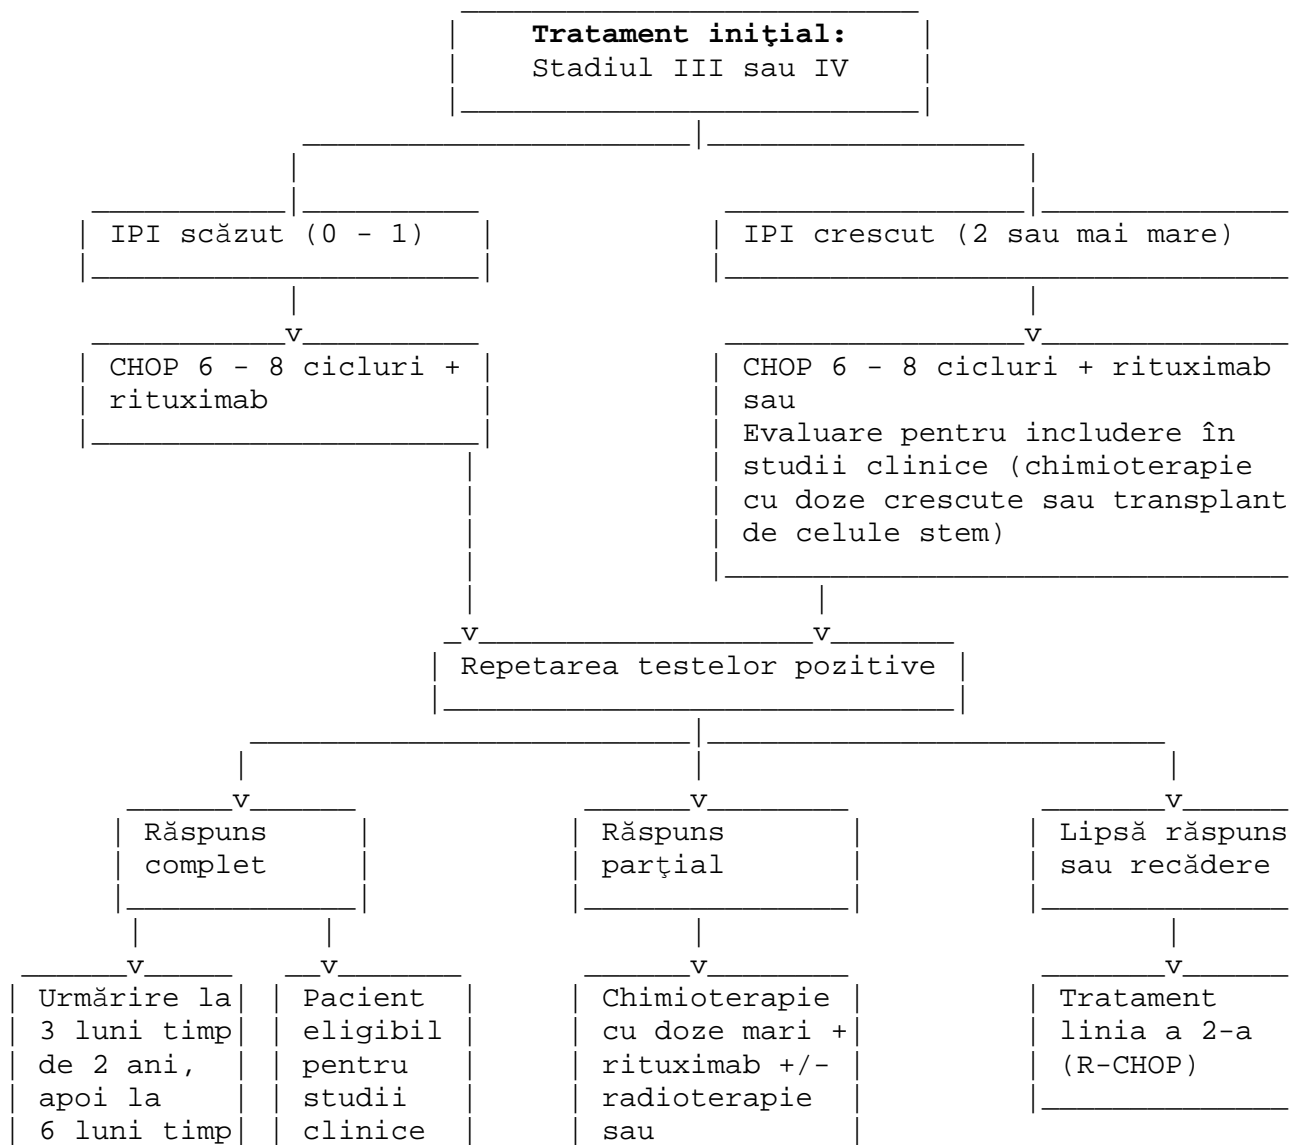 Tratament iniţial:
Stadiul III sau IV
IPI scăzut (0 - 1)
IPI crescut (2 sau mai mare)
CHOP 6 - 8 cicluri +
rituximab
CHOP 6 - 8 cicluri + rituximab
sau
Evaluare pentru includere în
studii clinice (chimioterapie
cu doze crescute sau transplant
de celule stem)
Repetarea testelor pozitive
Răspuns
complet
Răspuns
parţial
Lipsă răspuns
sau recădere
Urmărire la
3 luni timp
de 2 ani,
apoi la
6 luni timp
Pacient
eligibil
pentru
studii
clinice
Chimioterapie
cu doze mari +
rituximab +/-
radioterapie
sau
Tratament
linia a 2-a
(R-CHOP)